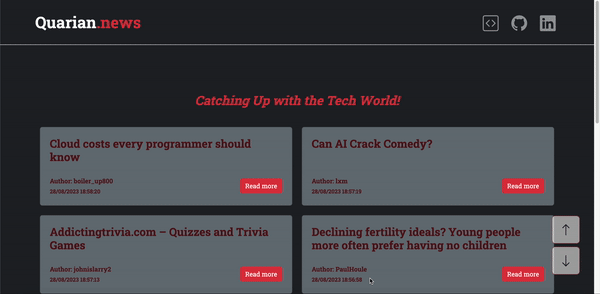 Quarian.news
Catching Up with the Tech World!
Cloud costs every programmer should
know
Author: boiler_up800
28/08/2023 18:58:20
Read more
Can AI Crack Comedy?
Author: lxm
28/08/2023 18:57:19
Read more
Addictingtrivia.com – Quizzes and Trivia
Games
Author: johnislarry2
28/08/2023 18:57:13
Read more
Declining fertility ideals? Young people
more often prefer having no children
Author: PaulHoule
28/08/2023 18:56:58
Read more